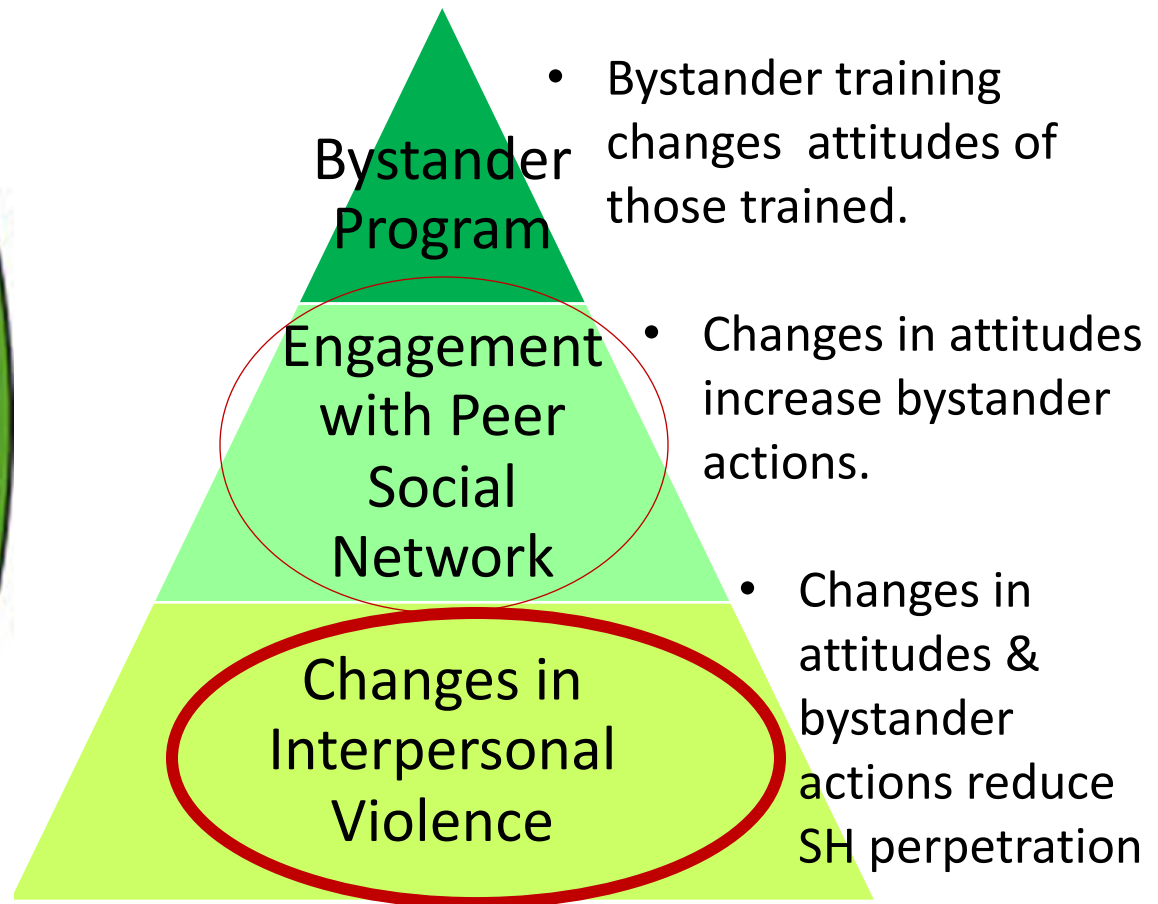 Bystander
Program
• Bystander training
changes attitudes of
those trained.
Engagement
with Peer
Social
Network
• Changes in attitudes
increase bystander
actions.
Changes in
Interpersonal
Violence
• Changes in
attitudes &
bystander
actions reduce
SH perpetration